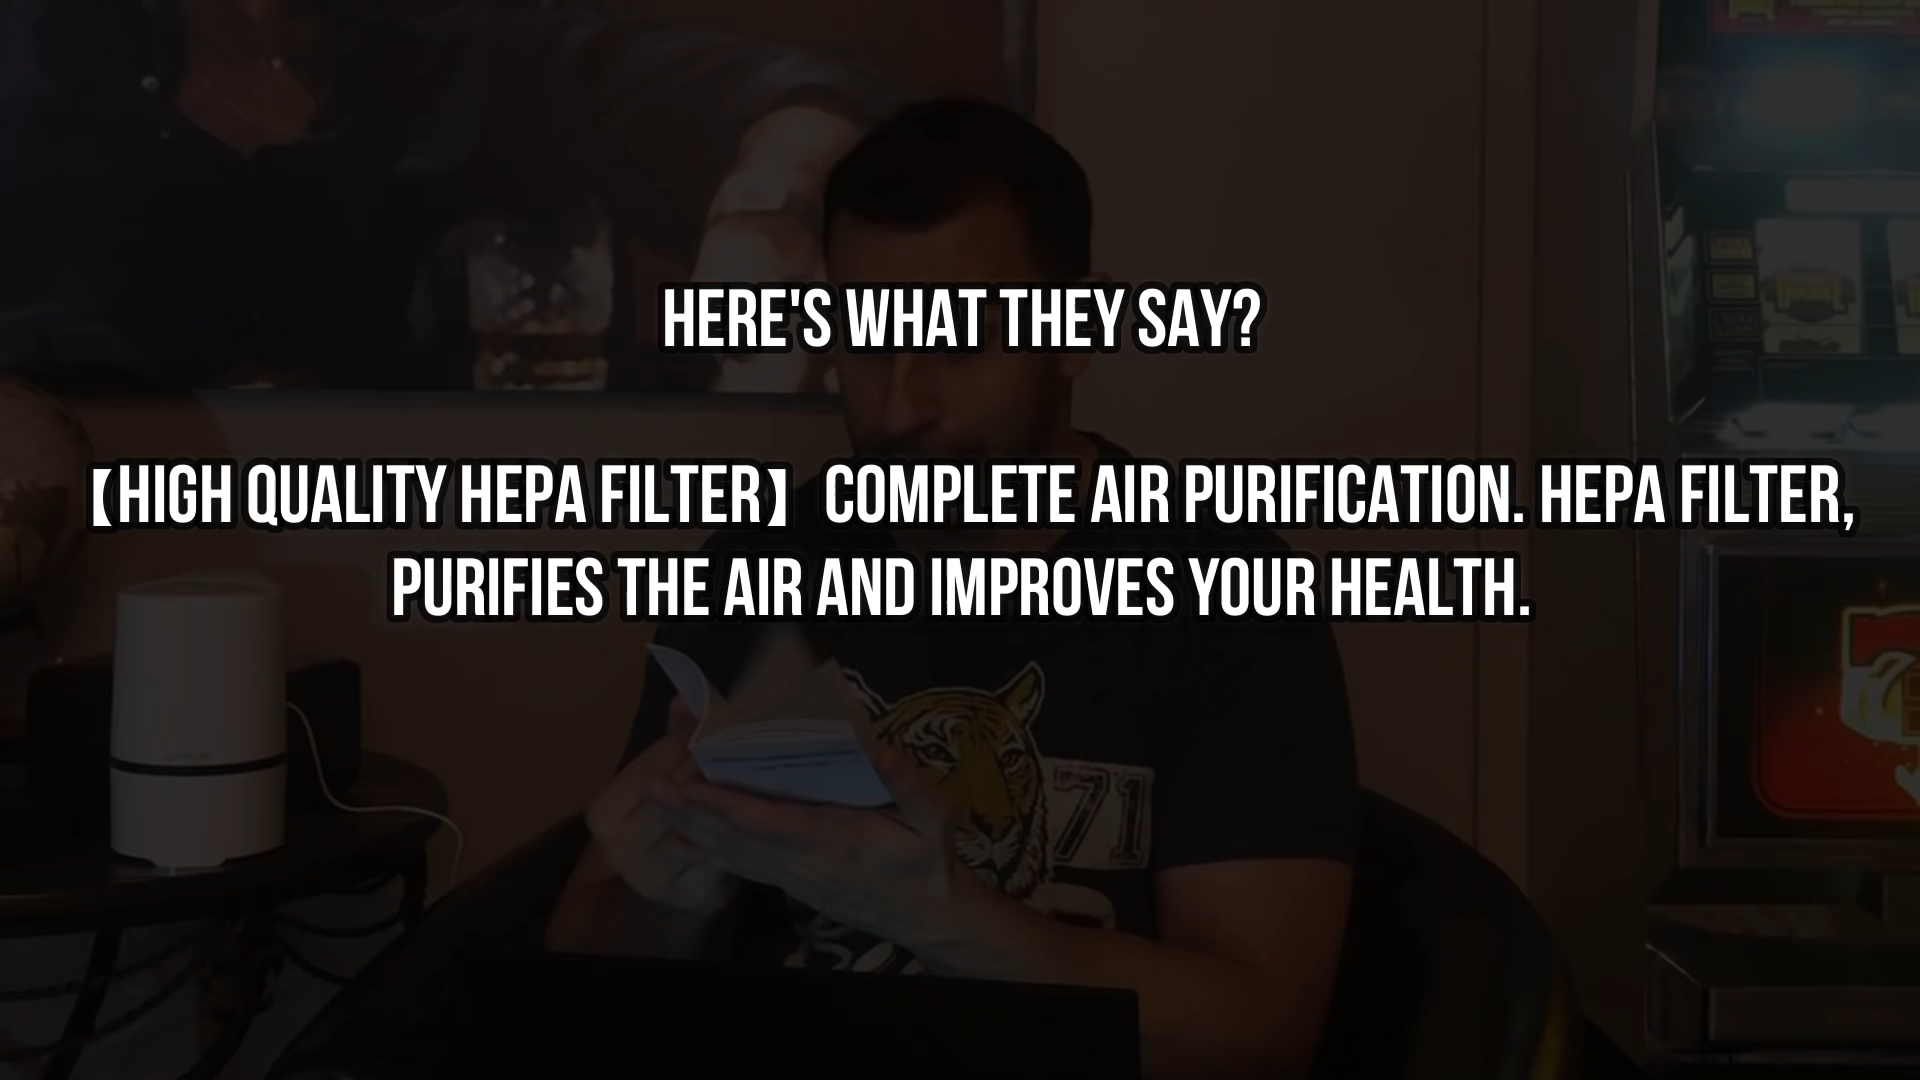 HERE'S WHAT THEY SAY?
【HIGH QUALITY HEPA FILTER】 COMPLETE AIR PURIFICATION. HEPA FILTER,
PURIFIES THE AIR AND IMPROVES YOUR HEALTH.
71